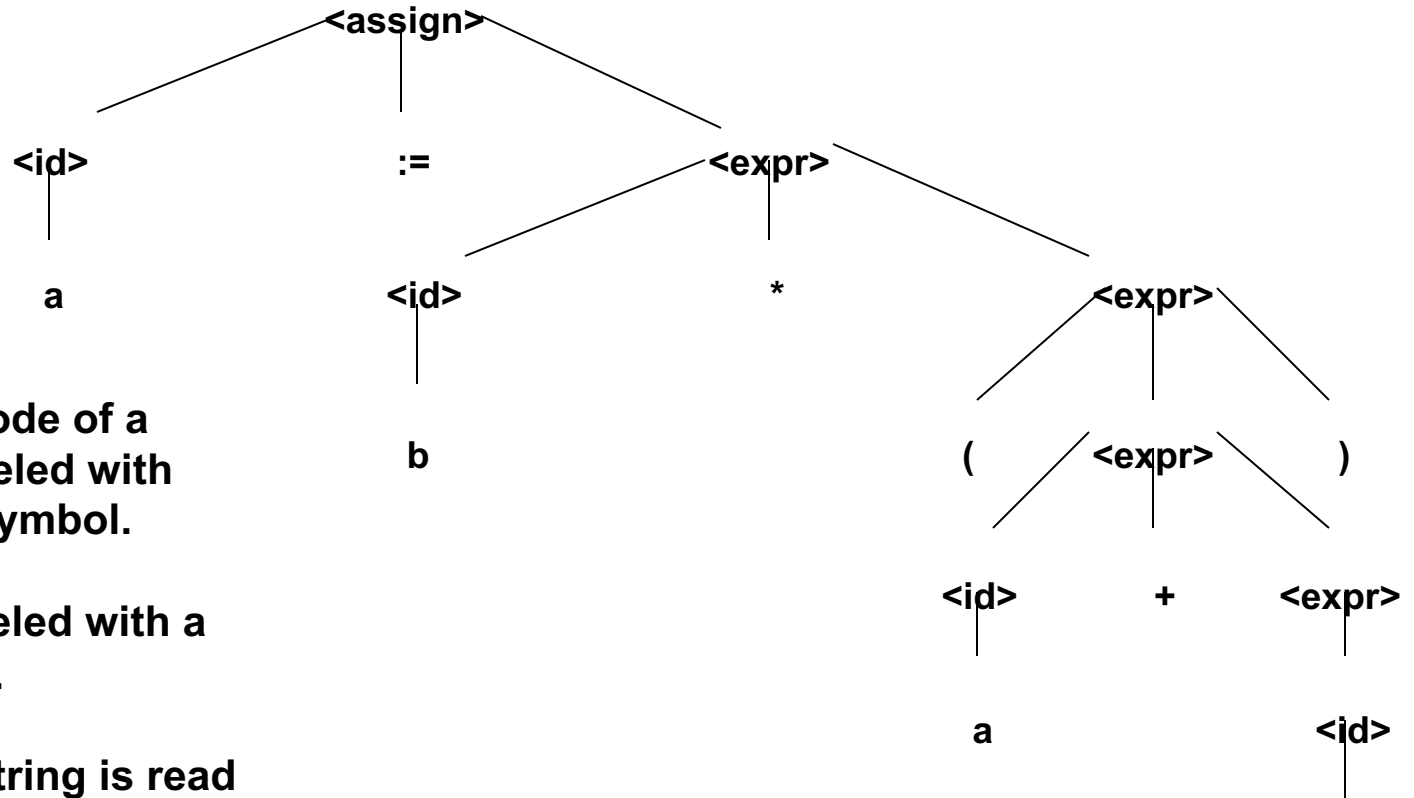 <assign>
<id> := <expr>
a <id> * <expr>
ode of a
eled with
ymbol.
b ( <expr> )
<id> + <expr>
eled with a
.
a <id>
tring is read